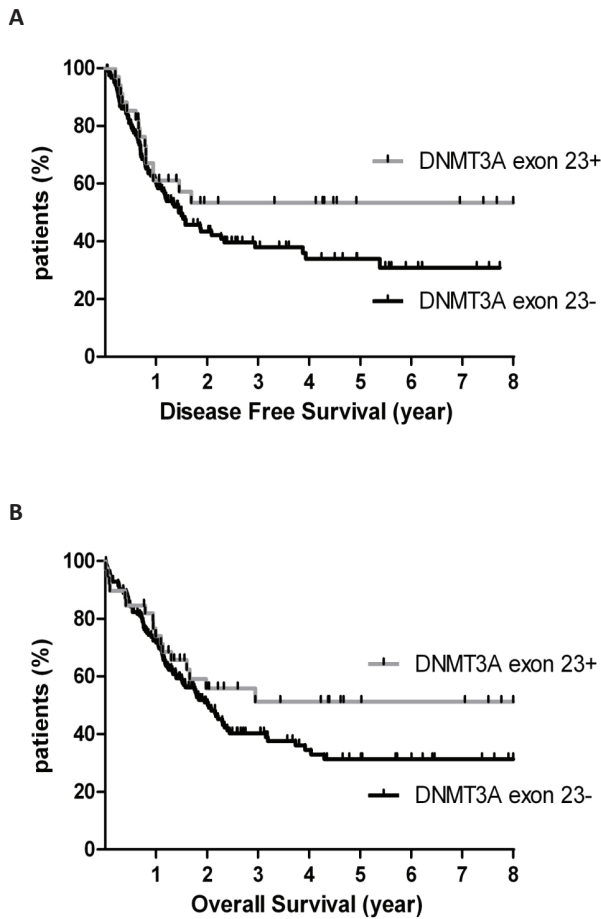 A
100
80
60
40
20
0
patients (%)
DNMT3A exon 23+
DNMT3A exon 23-
1 2 3 4 5 6 7 8
Disease Free Survival (year)
B
100
80
60
40
20
0
patients (%)
DNMT3A exon 23+
DNMT3A exon 23-
1 2 3 4 5 6 7 8
Overall Survival (year)